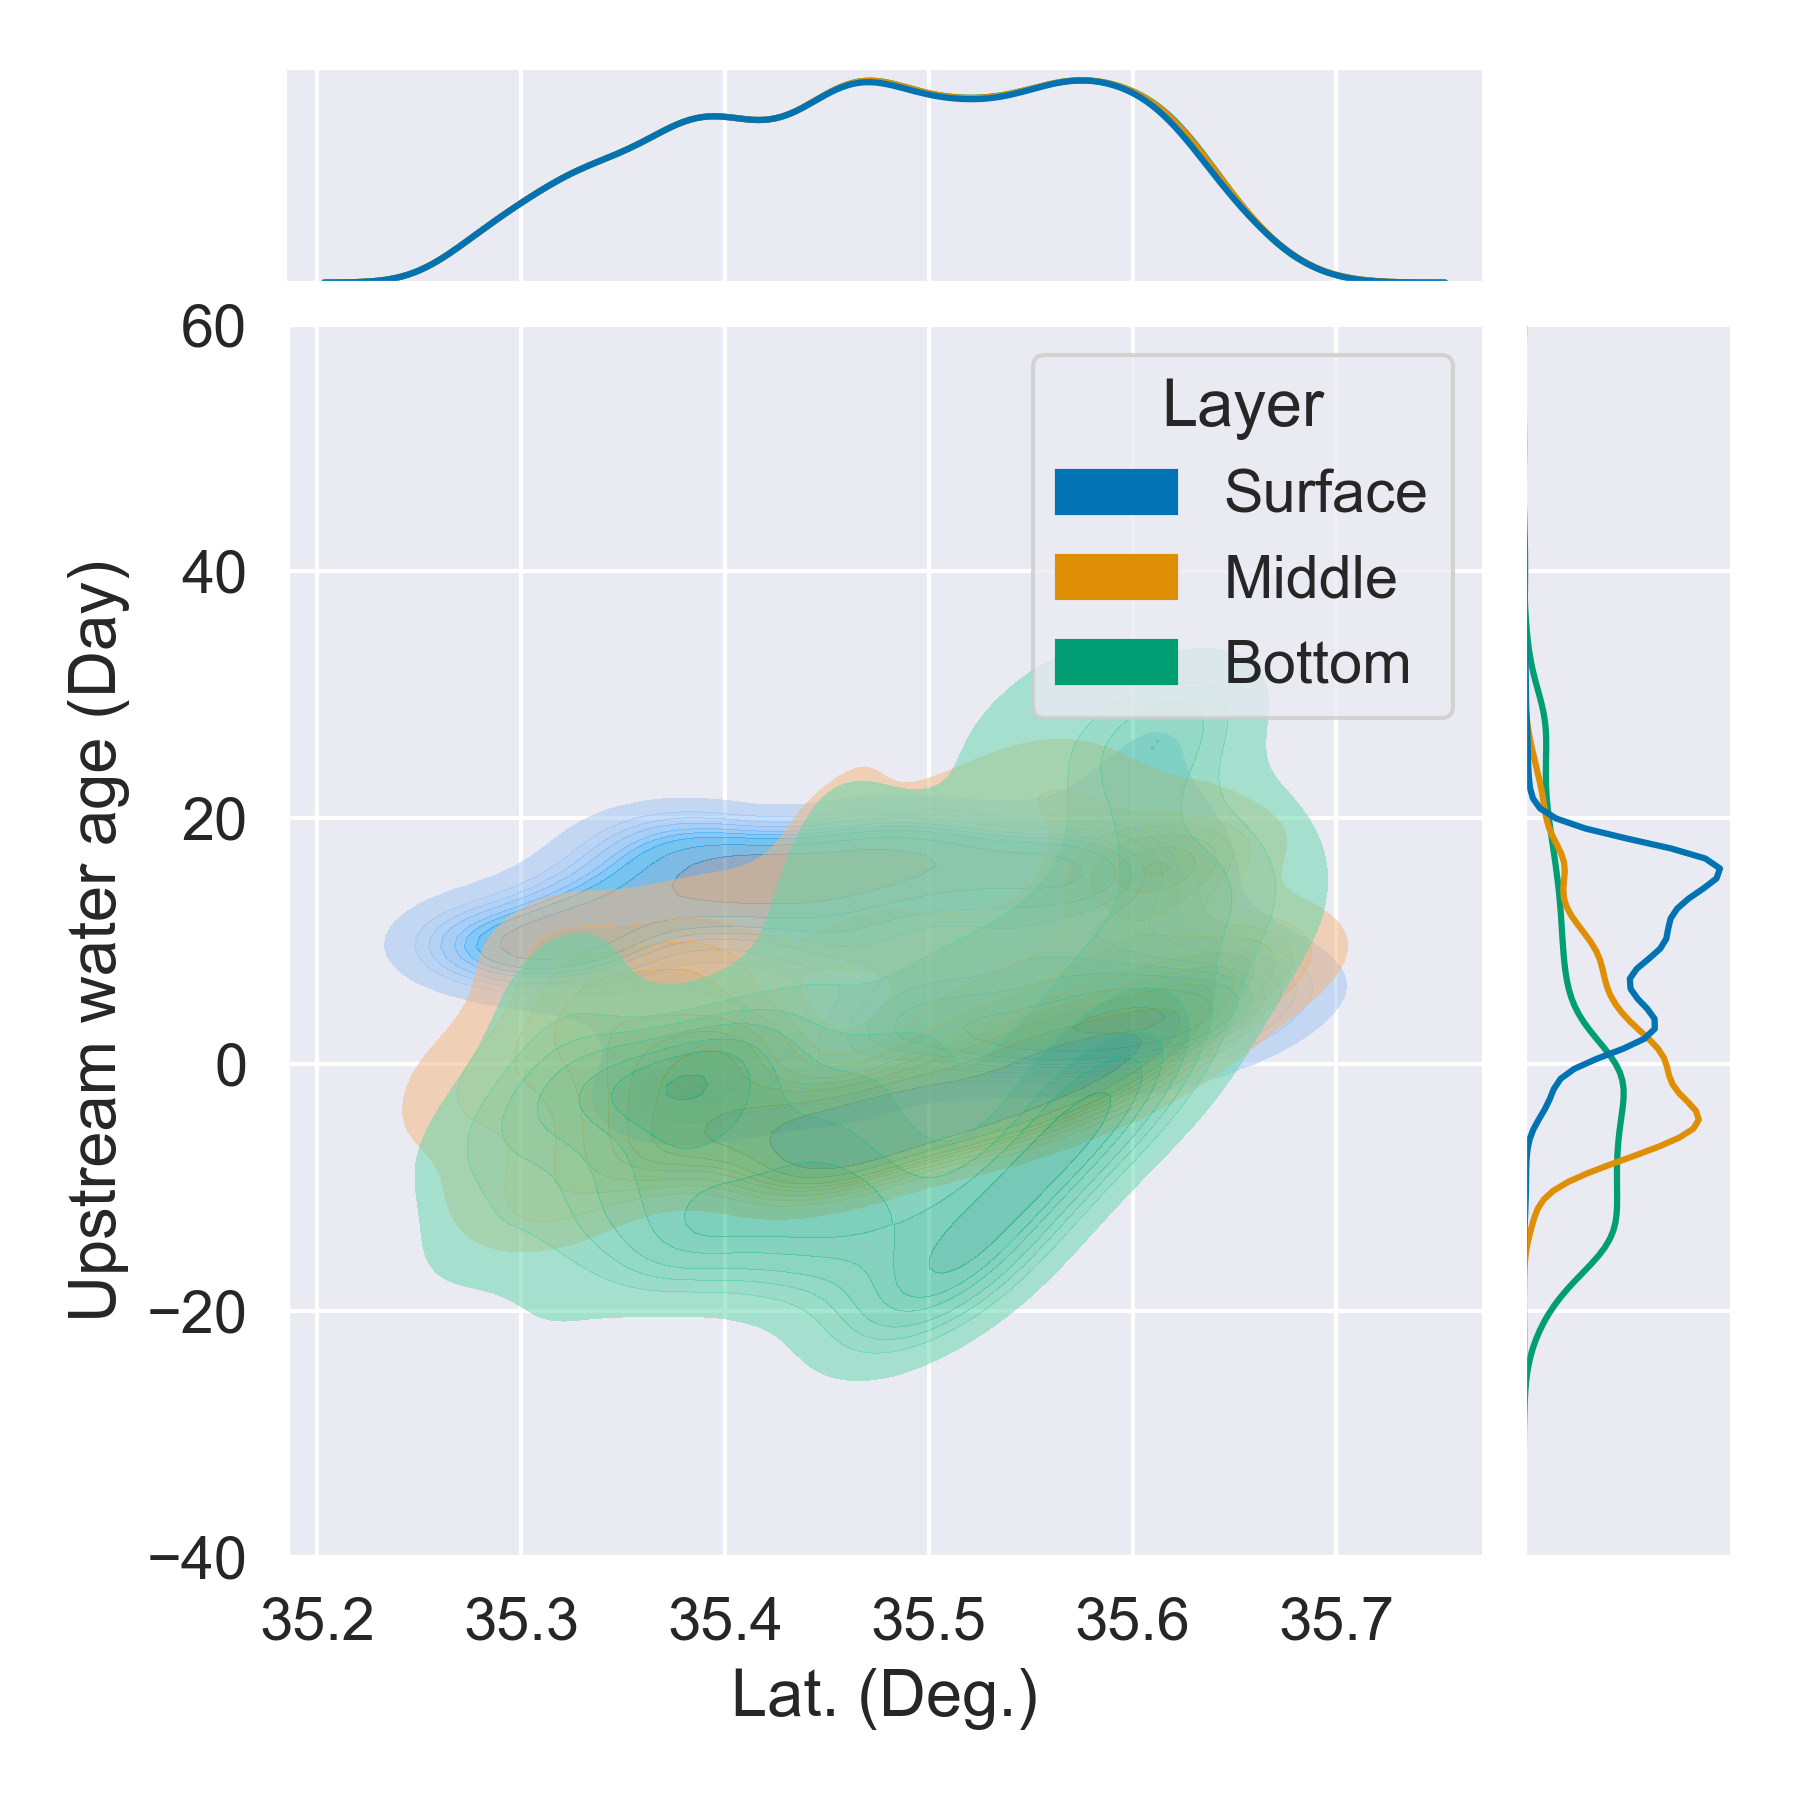 60
40
20
0
−20
−40
Upstream water age (Day)
Layer
Surface
Middle
Bottom
35.2 35.3 35.4 35.5 35.6 35.7
Lat. (Deg.)